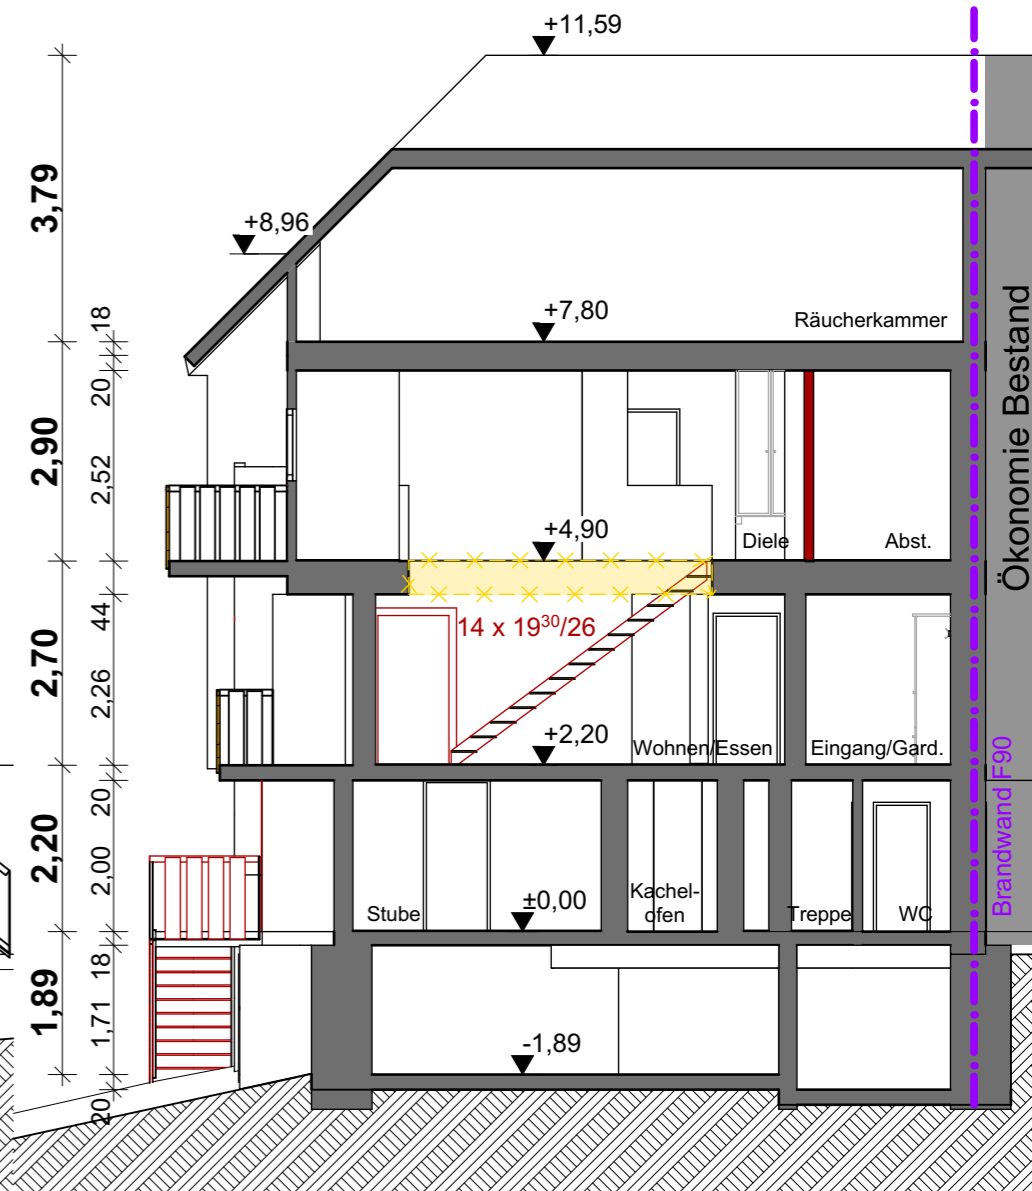 +11,59
+8,96
+7,80
Räucherkammer
+4,90
Diele
Abst.
14 x 19³⁰/26
+2,20
Wohnen/Essen
Eingang/Gard.
Stube
±0,00
Kachel-
ofen
Treppe
WC
-1,89
3,79
2,90
2,70
2,20
1,89
18
20
2,52
44
2,26
20
2,00
18
1,71
20
Ökonomie Bestand
Brandwand F90